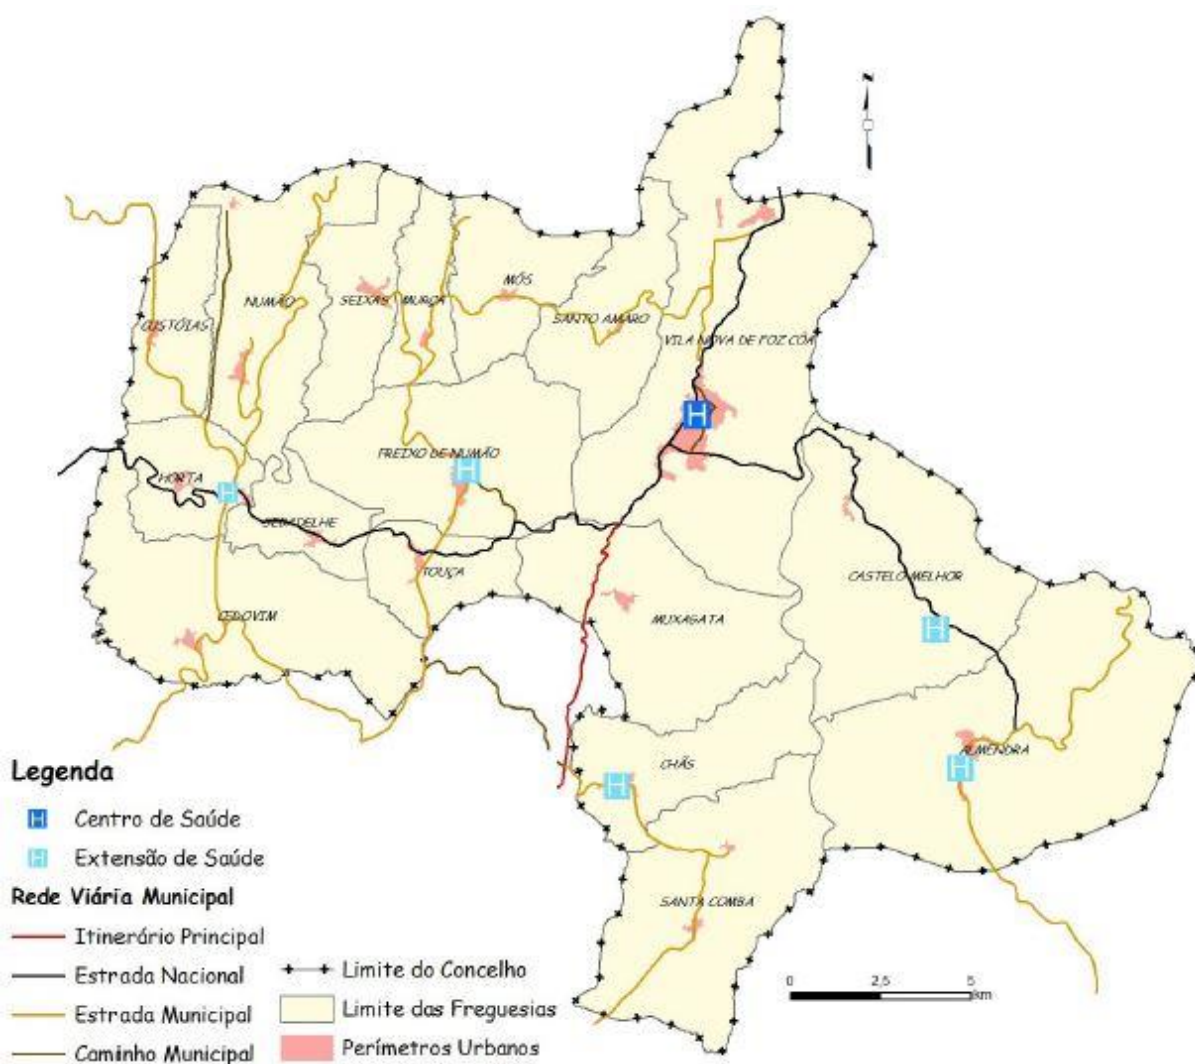 N
MÓS
NUMÃO
SEIXAS
MURÇA
SANTO AMARO
CUSTÓIAS
VILA NOVA DE FOZ CÔA
H
FREIXO DE NUMÃO
H
HORTA
H
SEBADELHE
TOUÇA
CASTELO MELHOR
CEDOVIM
MUXAGATA
H
ALMENDRA
H
CHÃS
H
SANTA COMBA
Legenda
H Centro de Saúde
H Extensão de Saúde
Rede Viária Municipal
Itinerário Principal
Estrada Nacional
Estrada Municipal
Caminho Municipal
Limite do Concelho
Limite das Freguesias
Perímetros Urbanos
0 2,5 5
Km